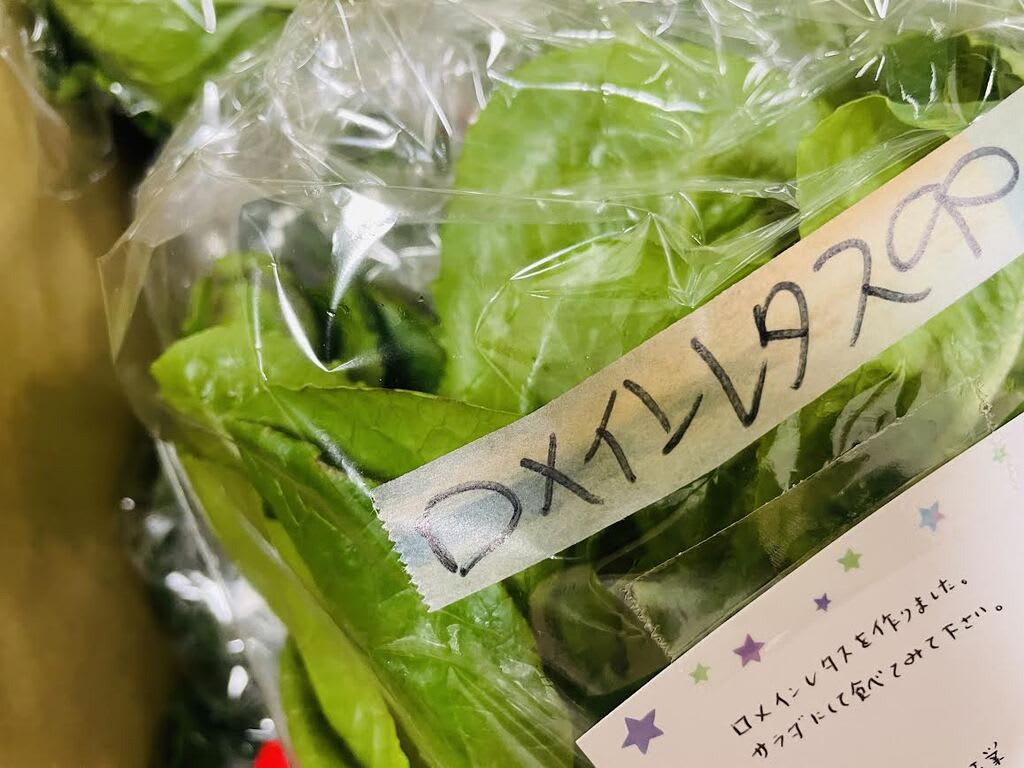 ロメインレタス
ロメインレタスを作りました。
サラダにして食べてみて下さい。